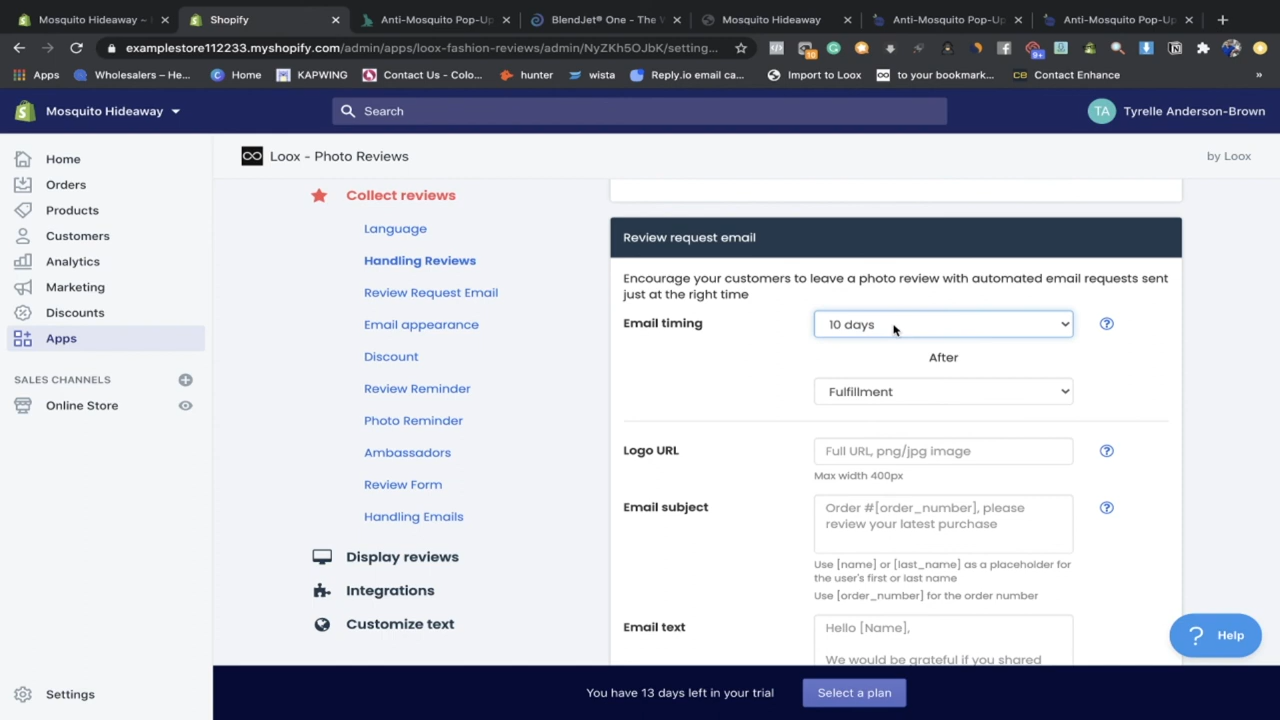 Mosquito Hideaway ~
Shopify
Anti-Mosquito Pop-Up
BlendJet® One - The V
Mosquito Hideaway
Anti-Mosquito Pop-Up
Anti-Mosquito Pop-Up
examplestore112233.myshopify.com/admin/apps/loox-fashion-reviews/admin/NyZKh5OJbK/setting...
Apps
Wholesalers – He...
Home
KAPWING
Contact Us - Colo...
hunter
wista
Reply.io email ca...
Import to Loox
to your bookmark...
Contact Enhance
»
Mosquito Hideaway
Search
TA
Tyrelle Anderson-Brown
Home
Orders
Products
Customers
Analytics
Marketing
Discounts
Apps
SALES CHANNELS
Online Store
Settings
Loox - Photo Reviews
by Loox
Collect reviews
Language
Handling Reviews
Review Request Email
Email appearance
Discount
Review Reminder
Photo Reminder
Ambassadors
Review Form
Handling Emails
Display reviews
Integrations
Customize text
Review request email
Encourage your customers to leave a photo review with automated email requests sent
just at the right time
Email timing
10 days
After
Fulfillment
Logo URL
Full URL, png/jpg image
Max width 400px
Email subject
Order #[order_number], please
review your latest purchase
Use [name] or [last_name] as a placeholder for
the user's first or last name
Use [order_number] for the order number
Email text
Hello [Name],
We would be grateful if you shared
? Help
You have 13 days left in your trial
Select a plan